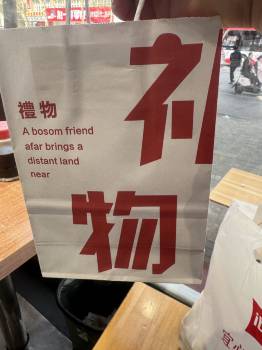 禮物
A bosom friend
afar brings a
distant land
near
礼
物